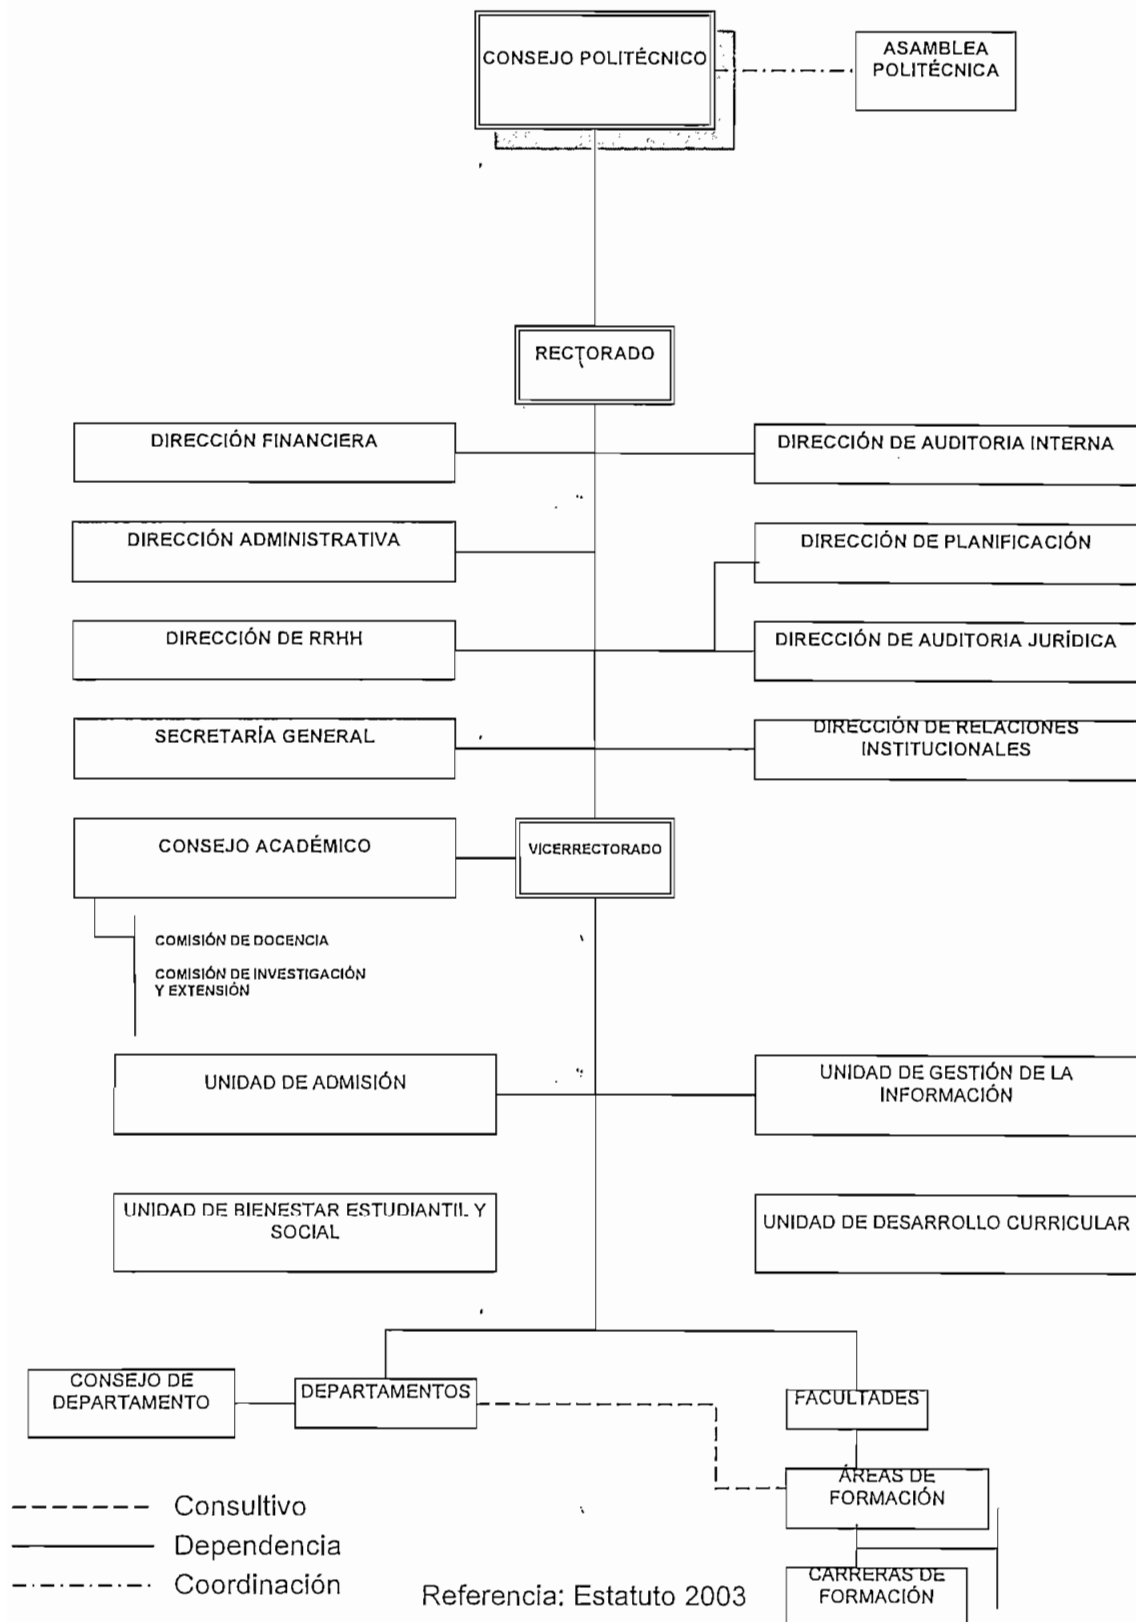 CONSEJO POLITÉCNICO
ASAMBLEA
POLITÉCNICA
RECTORADO
DIRECCIÓN FINANCIERA
DIRECCIÓN DE AUDITORIA INTERNA
DIRECCIÓN ADMINISTRATIVA
DIRECCIÓN DE PLANIFICACIÓN
DIRECCIÓN DE RRHH
DIRECCIÓN DE AUDITORIA JURÍDICA
SECRETARÍA GENERAL
DIRECCIÓN DE RELACIONES
INSTITUCIONALES
CONSEJO ACADÉMICO
VICERRECTORADO
COMISIÓN DE DOCENCIA
COMISIÓN DE INVESTIGACIÓN
Y EXTENSIÓN
UNIDAD DE ADMISIÓN
UNIDAD DE GESTIÓN DE LA
INFORMACIÓN
UNIDAD DE BIENESTAR ESTUDIANTIL Y
SOCIAL
UNIDAD DE DESARROLLO CURRICULAR
CONSEJO DE
DEPARTAMENTO
DEPARTAMENTOS
FACULTADES
ÁREAS DE
FORMACIÓN
CARRERAS DE
FORMACIÓN
Consultivo
Dependencia
Coordinación
Referencia: Estatuto 2003